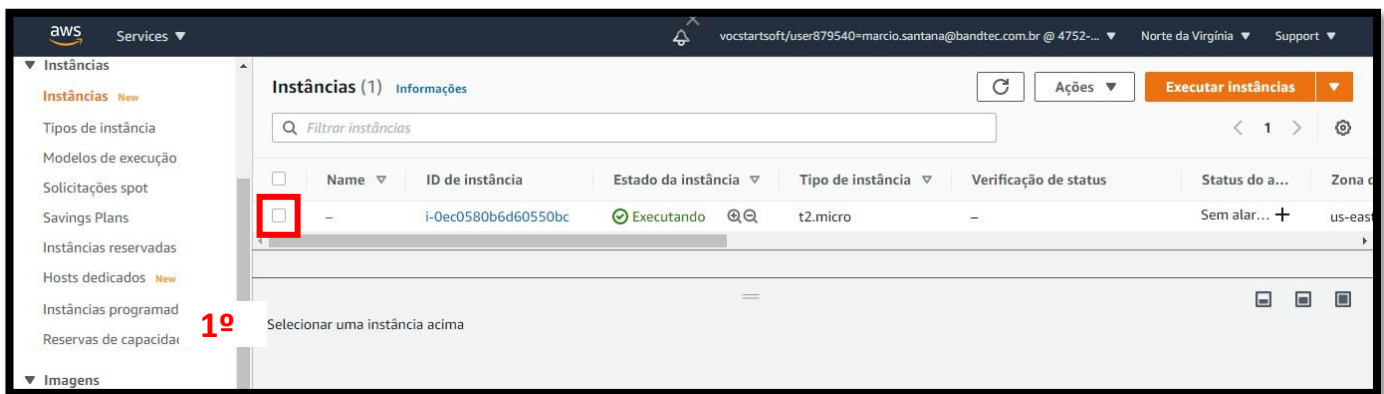 aws Services ▼ vocstartsoft/user879540=marcio.santana@bandtec.com.br @ 4752-... ▼ Norte da Virgínia ▼ Support ▼
▼ Instâncias
Instâncias New
Tipos de instância
Modelos de execução
Solicitações spot
Savings Plans
Instâncias reservadas
Hosts dedicados New
Instâncias programad
Reservas de capacida
▼ Imagens
1º
Instâncias (1) Informações Ações ▼ Executar instâncias ▼
Filtrar instâncias < 1 >
Name ID de instância Estado da instância Tipo de instância Verificação de status Status do a... Zona
– i-0ec0580b6d60550bc Executando t2.micro – Sem alar... + us-eas
Selecionar uma instância acima